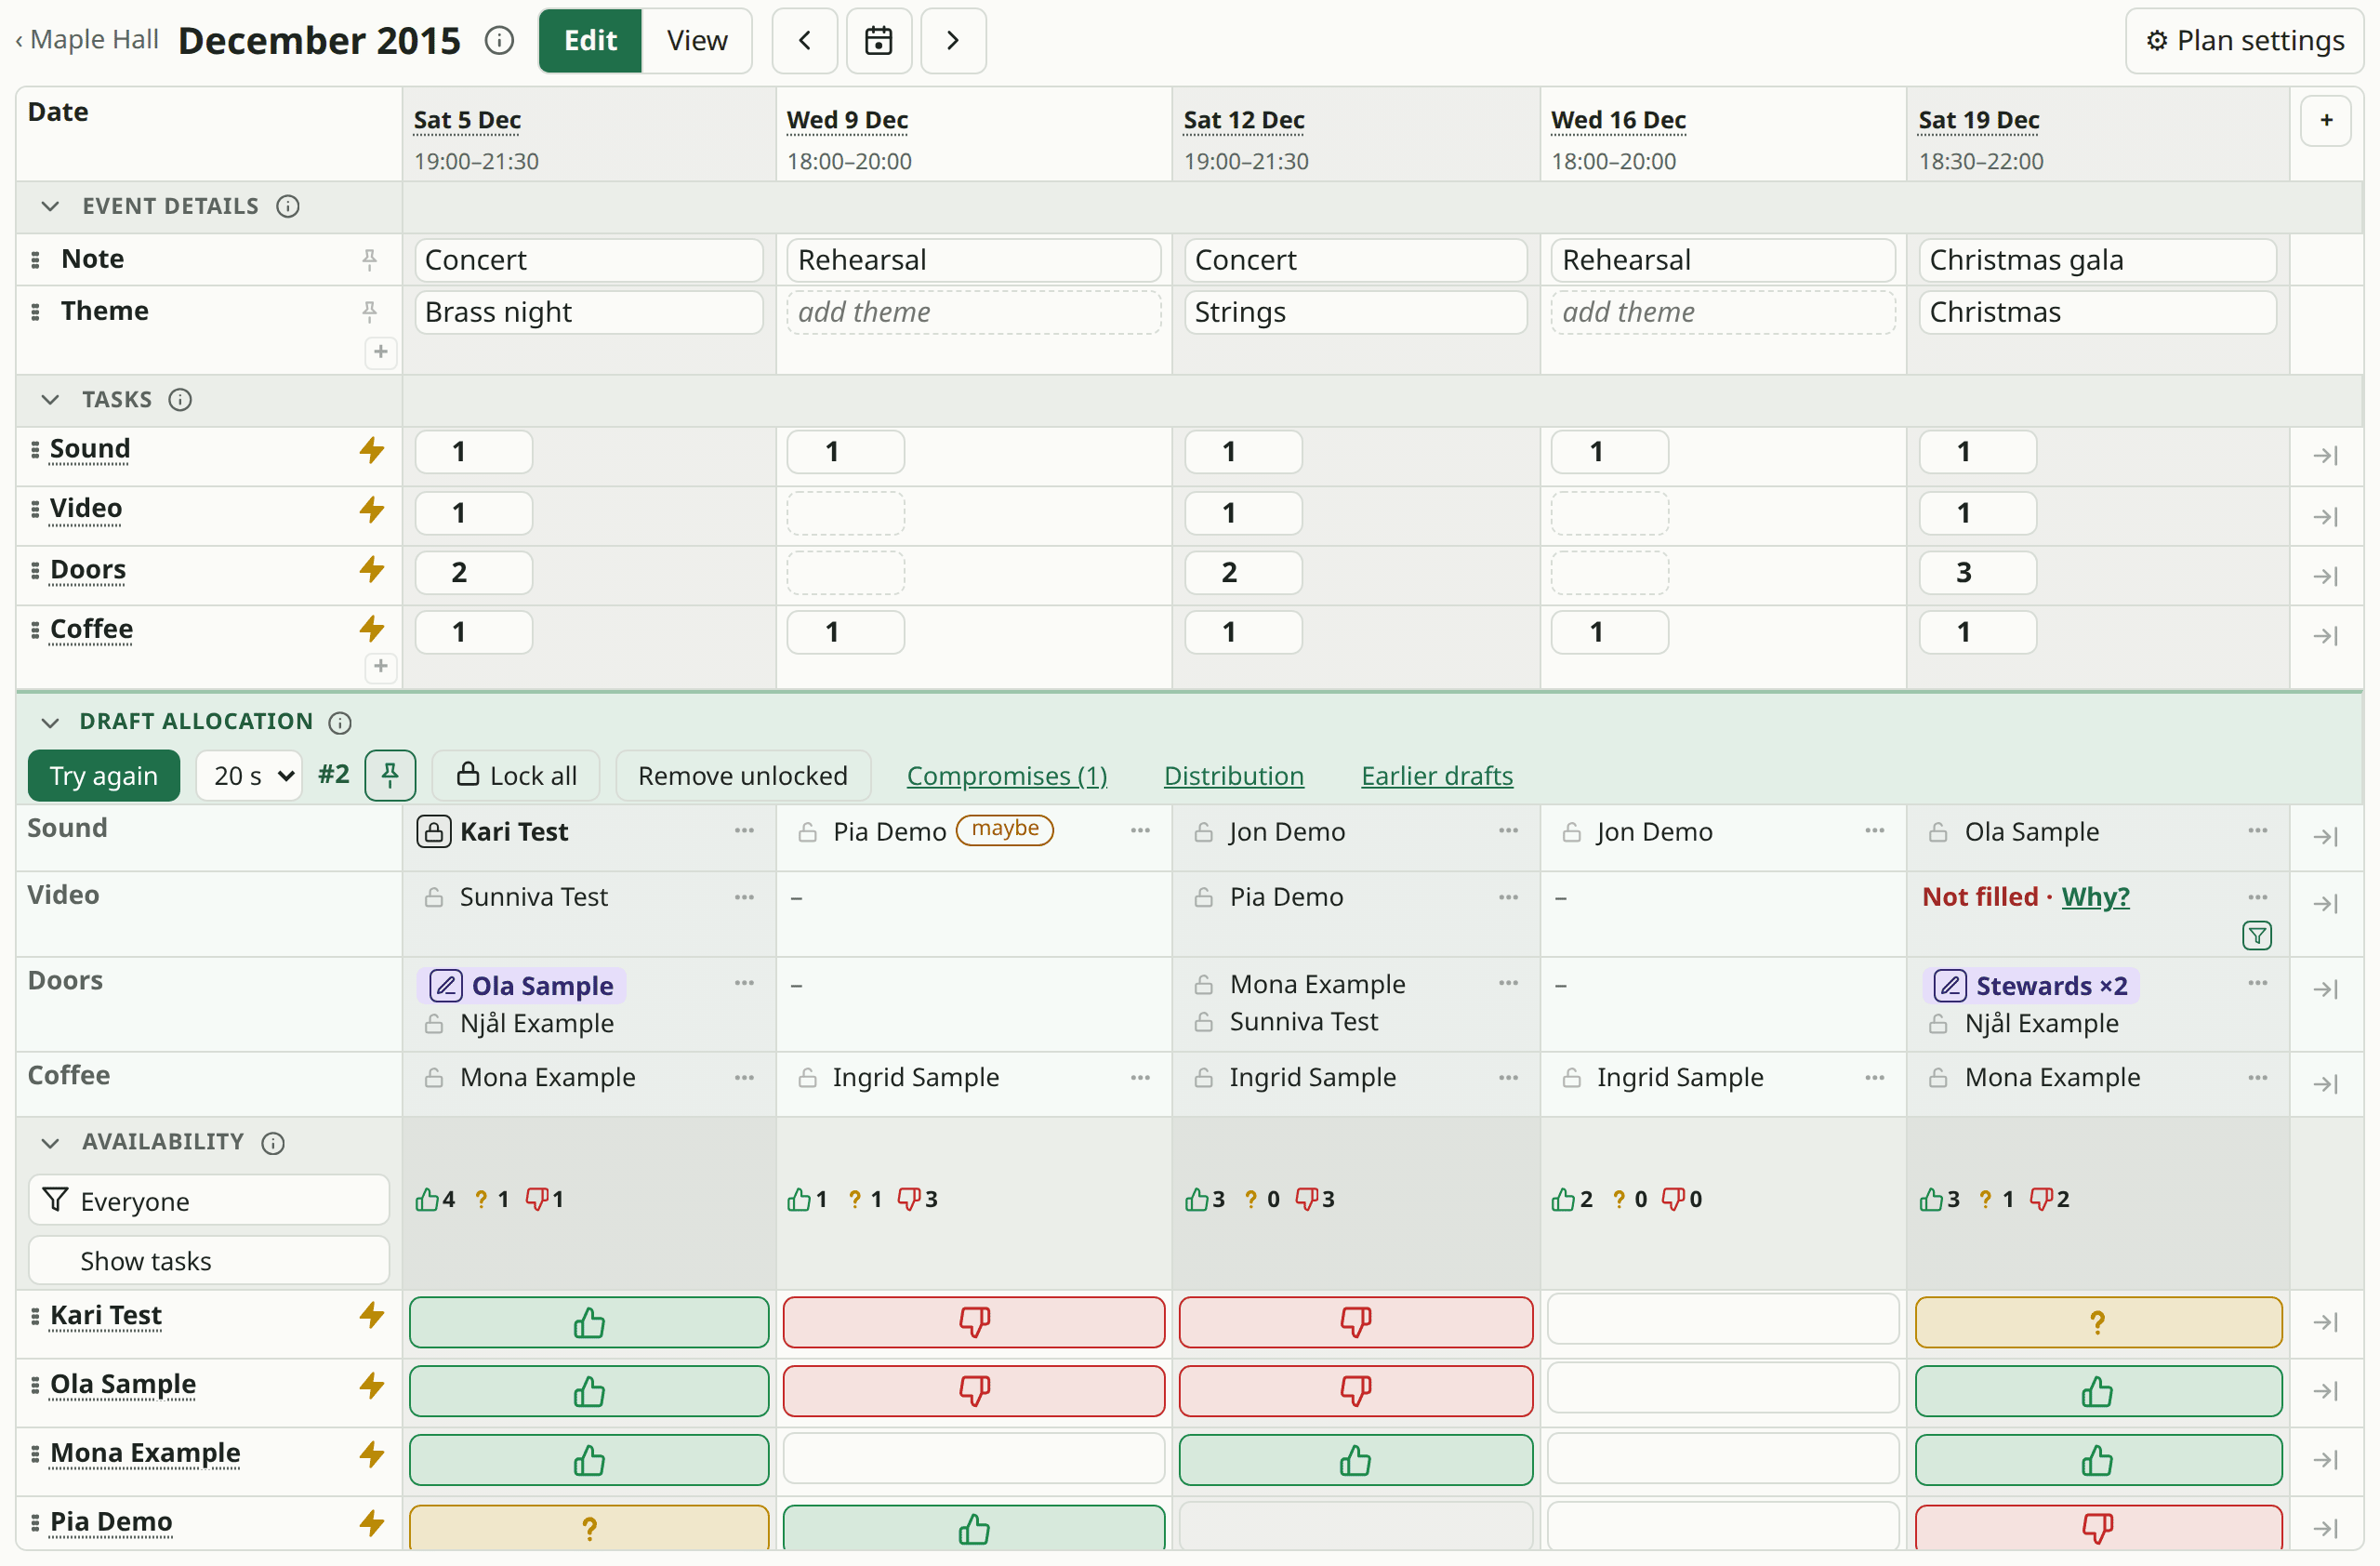 ‹ Maple Hall December 2015 Edit View ⚙ Plan settings
Date Sat 5 Dec Wed 9 Dec Sat 12 Dec Wed 16 Dec Sat 19 Dec +
19:00–21:30 18:00–20:00 19:00–21:30 18:00–20:00 18:30–22:00
EVENT DETAILS
Note Concert Rehearsal Concert Rehearsal Christmas gala
Theme Brass night add theme Strings add theme Christmas
+
TASKS
Sound 1 1 1 1 1
Video 1 1 1
Doors 2 2 3
Coffee 1 1 1 1 1
+
DRAFT ALLOCATION
Try again 20 s #2 Lock all Remove unlocked Compromises (1) Distribution Earlier drafts
Sound Kari Test Pia Demo maybe Jon Demo Jon Demo Ola Sample
Video Sunniva Test – Pia Demo – Not filled · Why?
Doors Ola Sample – Mona Example – Stewards ×2
Njål Example Sunniva Test Njål Example
Coffee Mona Example Ingrid Sample Ingrid Sample Ingrid Sample Mona Example
AVAILABILITY
Everyone 4 ? 1 1 1 ? 1 3 3 ? 0 3 2 ? 0 0 3 ? 1 2
Show tasks
Kari Test ?
Ola Sample
Mona Example
Pia Demo ?